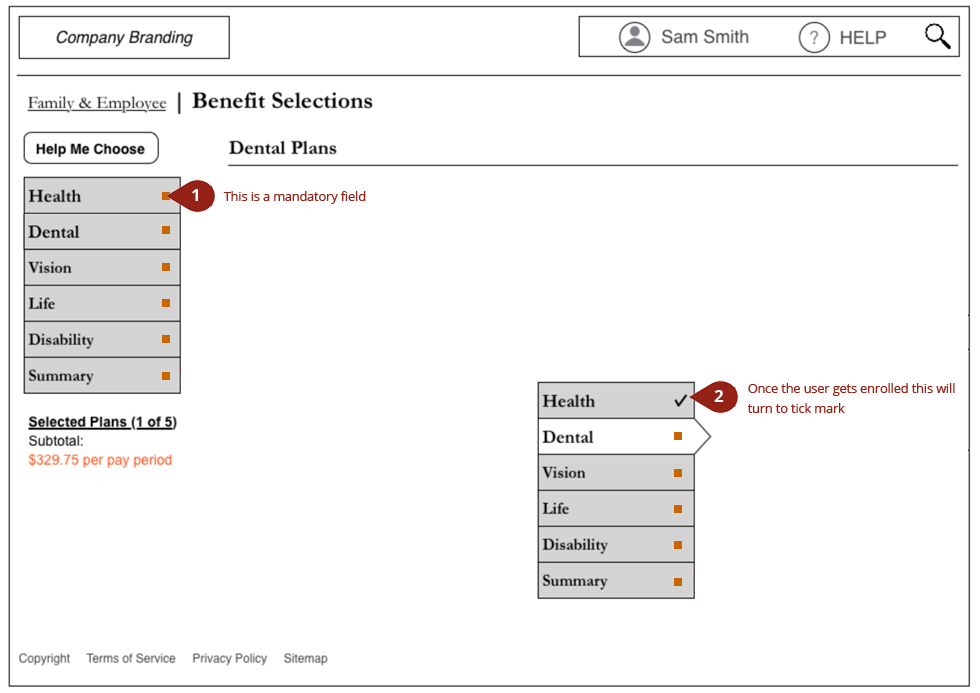 Company Branding
Sam Smith
? HELP
Family & Employee | Benefit Selections
Help Me Choose
Dental Plans
Health
1
This is a mandatory field
Dental
Vision
Life
Disability
Summary
Selected Plans (1 of 5)
Subtotal:
$329.75 per pay period
Health
2
Once the user gets enrolled this will
turn to tick mark
Dental
Vision
Life
Disability
Summary
Copyright Terms of Service Privacy Policy Sitemap